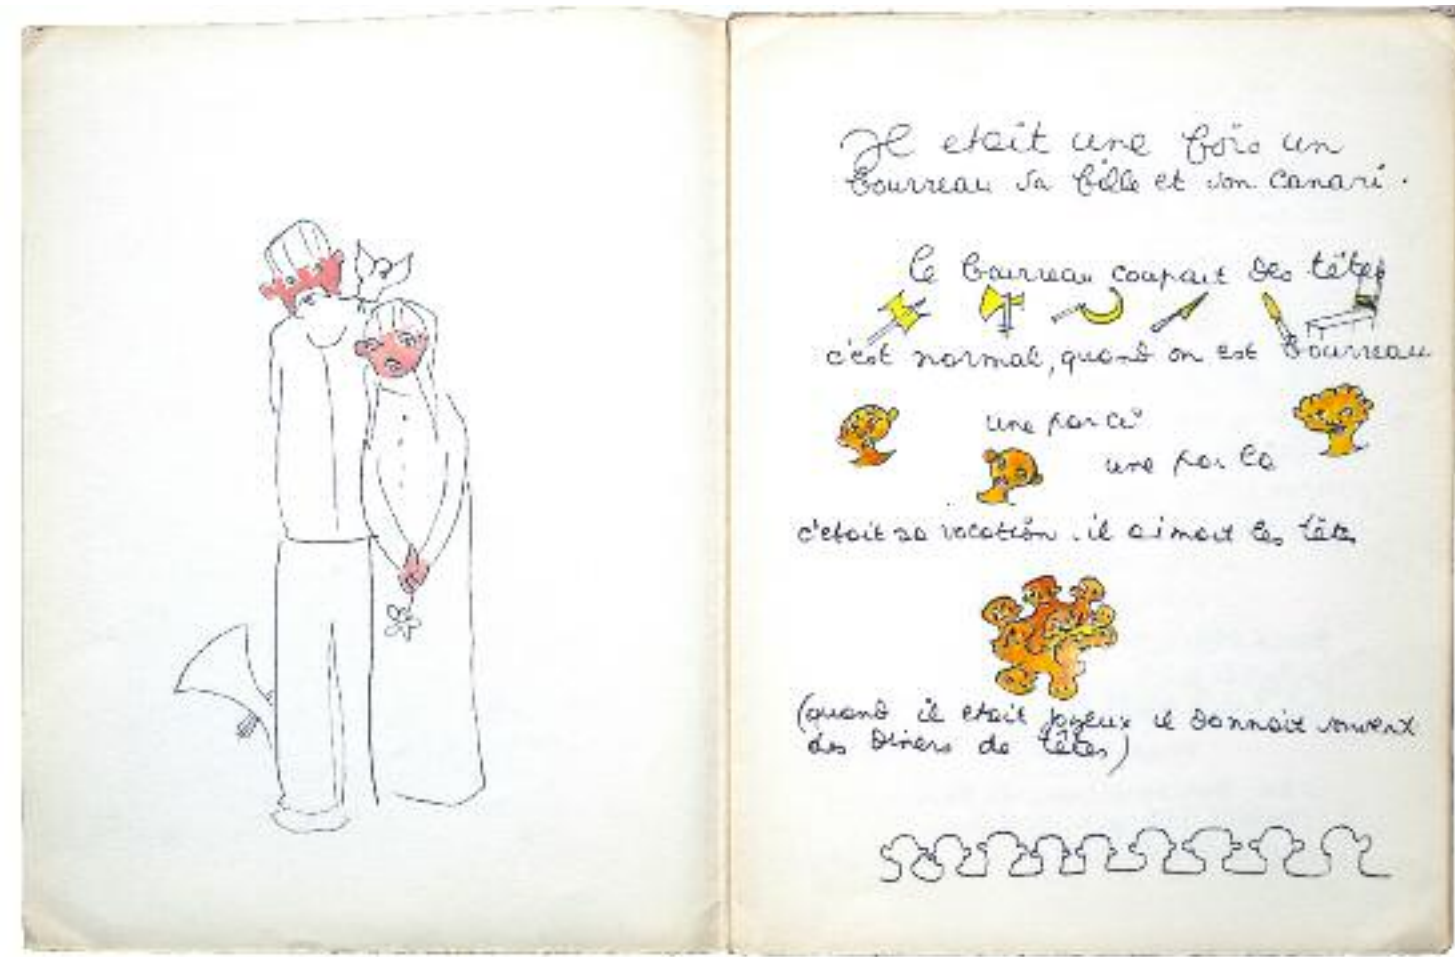 Il etait une fois un
bourreau sa fille et son canari.
le bourreau coupait des têtes
c'est normal, quand on est bourreau
une par ci
une par la
c'etait sa vocation. il aimait les têtes
(quand il etait joyeux il donnait souvent
des diners de têtes)